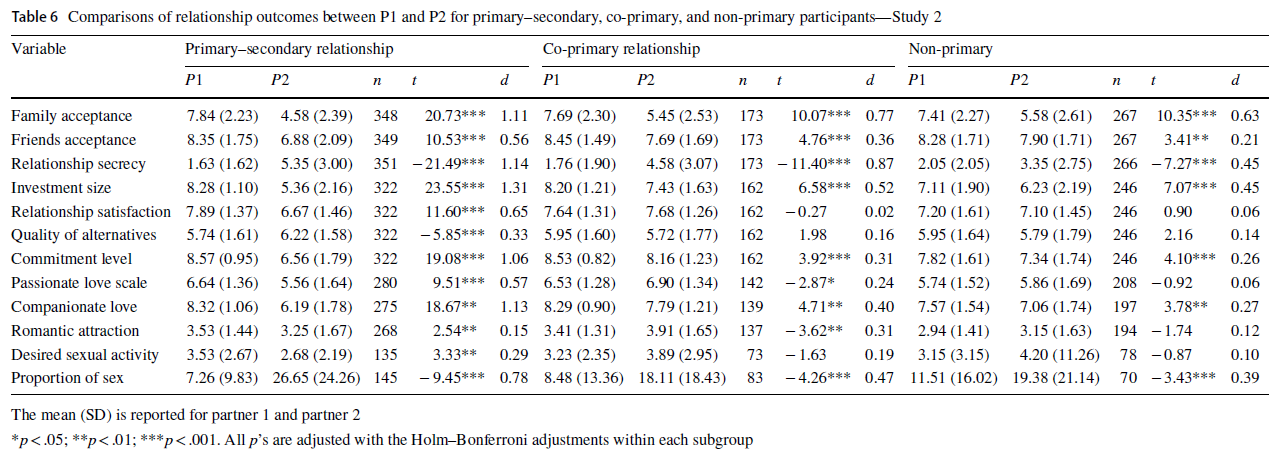 Table 6 Comparisons of relationship outcomes between P1 and P2 for primary–secondary, co-primary, and non-primary participants—Study 2
Variable Primary–secondary relationship Co-primary relationship Non-primary
P1 P2 n t d P1 P2 n t d P1 P2 n t d
Family acceptance 7.84 (2.23) 4.58 (2.39) 348 20.73*** 1.11 7.69 (2.30) 5.45 (2.53) 173 10.07*** 0.77 7.41 (2.27) 5.58 (2.61) 267 10.35*** 0.63
Friends acceptance 8.35 (1.75) 6.88 (2.09) 349 10.53*** 0.56 8.45 (1.49) 7.69 (1.69) 173 4.76*** 0.36 8.28 (1.71) 7.90 (1.71) 267 3.41** 0.21
Relationship secrecy 1.63 (1.62) 5.35 (3.00) 351 −21.49*** 1.14 1.76 (1.90) 4.58 (3.07) 173 −11.40*** 0.87 2.05 (2.05) 3.35 (2.75) 266 −7.27*** 0.45
Investment size 8.28 (1.10) 5.36 (2.16) 322 23.55*** 1.31 8.20 (1.21) 7.43 (1.63) 162 6.58*** 0.52 7.11 (1.90) 6.23 (2.19) 246 7.07*** 0.45
Relationship satisfaction 7.89 (1.37) 6.67 (1.46) 322 11.60*** 0.65 7.64 (1.31) 7.68 (1.26) 162 −0.27 0.02 7.20 (1.61) 7.10 (1.45) 246 0.90 0.06
Quality of alternatives 5.74 (1.61) 6.22 (1.58) 322 −5.85*** 0.33 5.95 (1.60) 5.72 (1.77) 162 1.98 0.16 5.95 (1.64) 5.79 (1.79) 246 2.16 0.14
Commitment level 8.57 (0.95) 6.56 (1.79) 322 19.08*** 1.06 8.53 (0.82) 8.16 (1.23) 162 3.92*** 0.31 7.82 (1.61) 7.34 (1.74) 246 4.10*** 0.26
Passionate love scale 6.64 (1.36) 5.56 (1.64) 280 9.51*** 0.57 6.53 (1.28) 6.90 (1.34) 142 −2.87* 0.24 5.74 (1.52) 5.86 (1.69) 208 −0.92 0.06
Companionate love 8.32 (1.06) 6.19 (1.78) 275 18.67** 1.13 8.29 (0.90) 7.79 (1.21) 139 4.71** 0.40 7.57 (1.54) 7.06 (1.74) 197 3.78** 0.27
Romantic attraction 3.53 (1.44) 3.25 (1.67) 268 2.54** 0.15 3.41 (1.31) 3.91 (1.65) 137 −3.62** 0.31 2.94 (1.41) 3.15 (1.63) 194 −1.74 0.12
Desired sexual activity 3.53 (2.67) 2.68 (2.19) 135 3.33** 0.29 3.23 (2.35) 3.89 (2.95) 73 −1.63 0.19 3.15 (3.15) 4.20 (11.26) 78 −0.87 0.10
Proportion of sex 7.26 (9.83) 26.65 (24.26) 145 −9.45*** 0.78 8.48 (13.36) 18.11 (18.43) 83 −4.26*** 0.47 11.51 (16.02) 19.38 (21.14) 70 −3.43*** 0.39
The mean (SD) is reported for partner 1 and partner 2
*p < .05; **p < .01; ***p < .001. All p's are adjusted with the Holm–Bonferroni adjustments within each subgroup